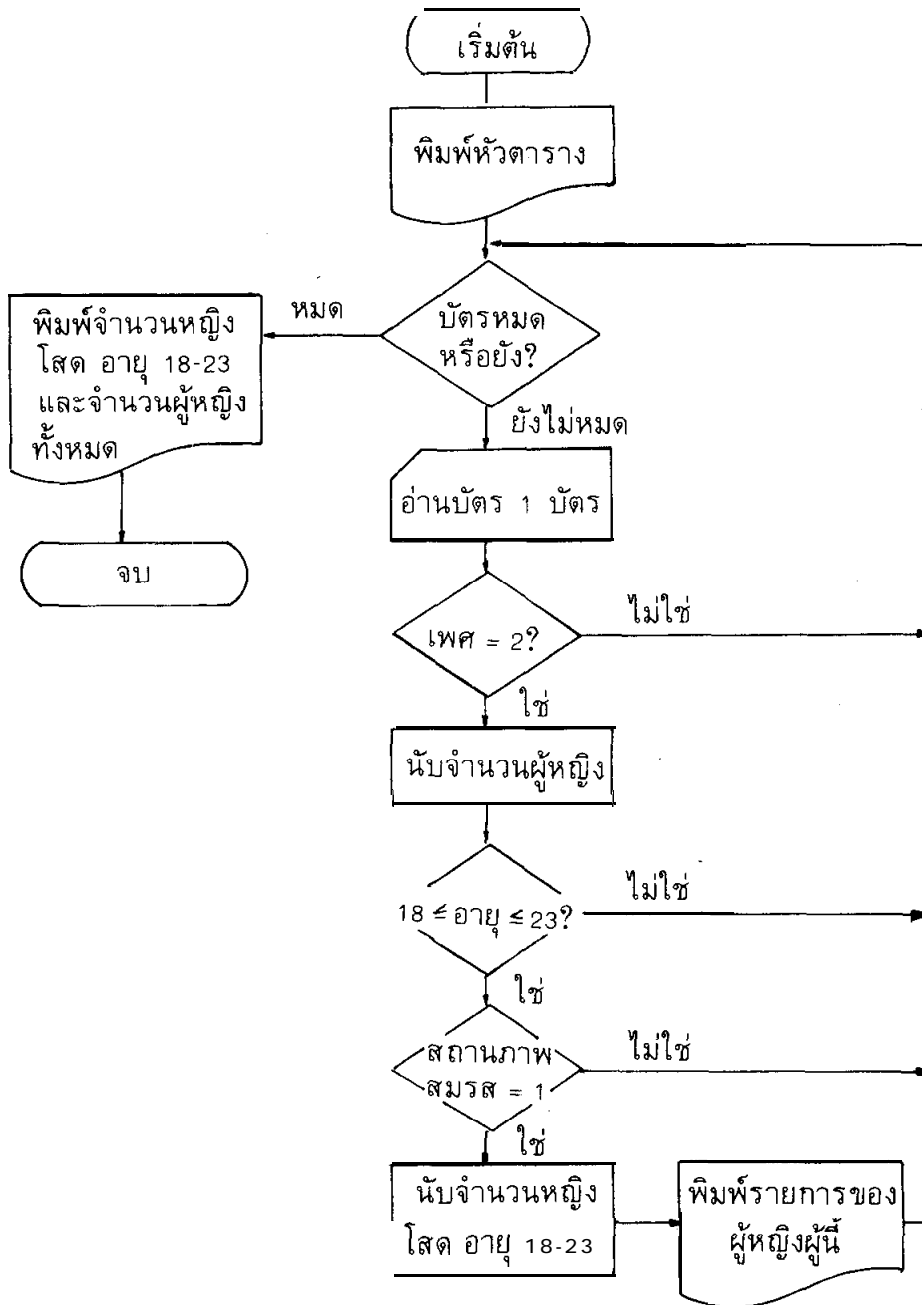 เริ่มต้น
พิมพ์หัวตาราง
บัตรหมด
หรือยัง?
หมด
พิมพ์จำนวนหญิง
โสด อายุ 18-23
และจำนวนผู้หญิง
ทั้งหมด
จบ
ยังไม่หมด
อ่านบัตร 1 บัตร
เพศ = 2?
ไม่ใช่
ใช่
นับจำนวนผู้หญิง
18 ≤ อายุ ≤ 23?
ไม่ใช่
ใช่
สถานภาพ
สมรส = 1
ไม่ใช่
ใช่
นับจำนวนหญิง
โสด อายุ 18-23
พิมพ์รายการของ
ผู้หญิงผู้นี้